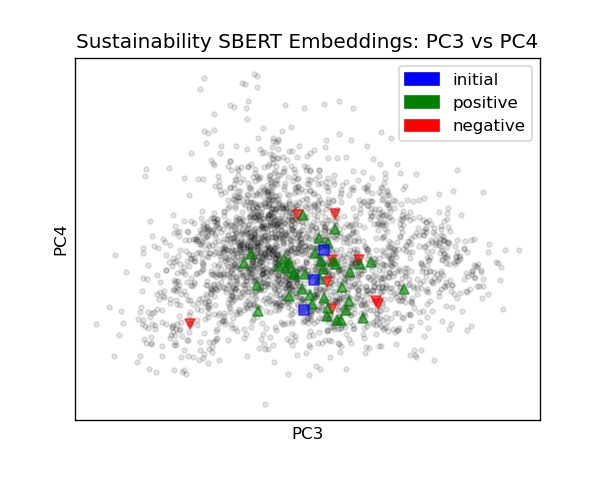 Sustainability SBERT Embeddings: PC3 vs PC4
initial
positive
negative
PC4
PC3